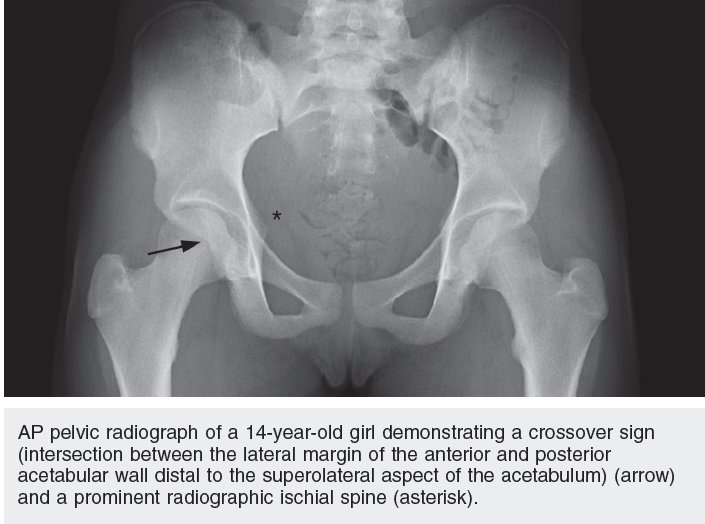 *
AP pelvic radiograph of a 14-year-old girl demonstrating a crossover sign
(intersection between the lateral margin of the anterior and posterior
acetabular wall distal to the superolateral aspect of the acetabulum) (arrow)
and a prominent radiographic ischial spine (asterisk).